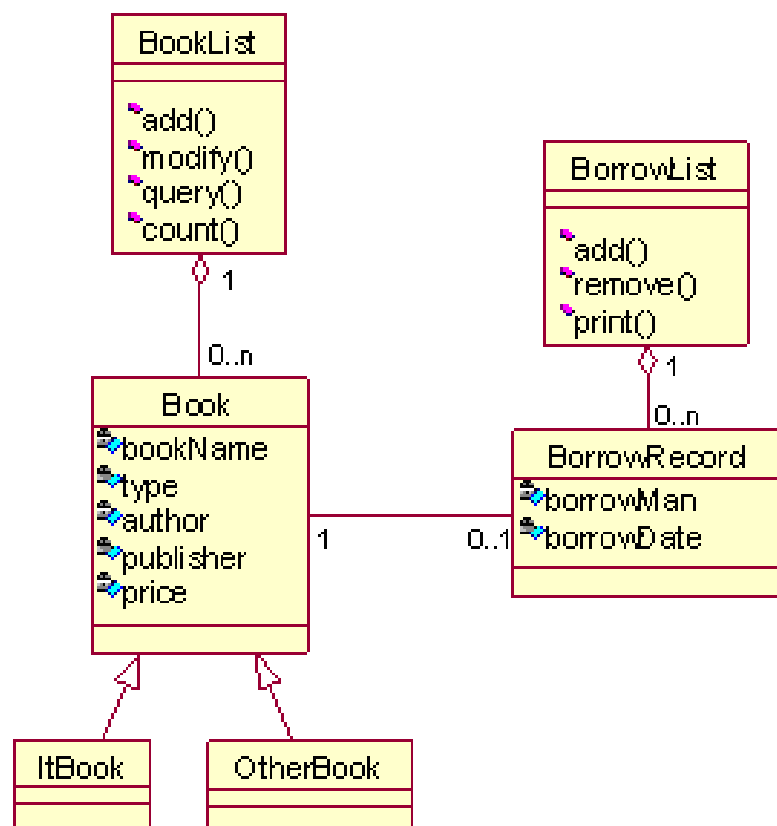 BookList
add()
modify()
query()
count()
1
0..n
BorrowList
add()
remove()
print()
1
0..n
Book
bookName
type
author
publisher
price
1
0..1
BorrowRecord
borrowMan
borrowDate
ItBook
OtherBook